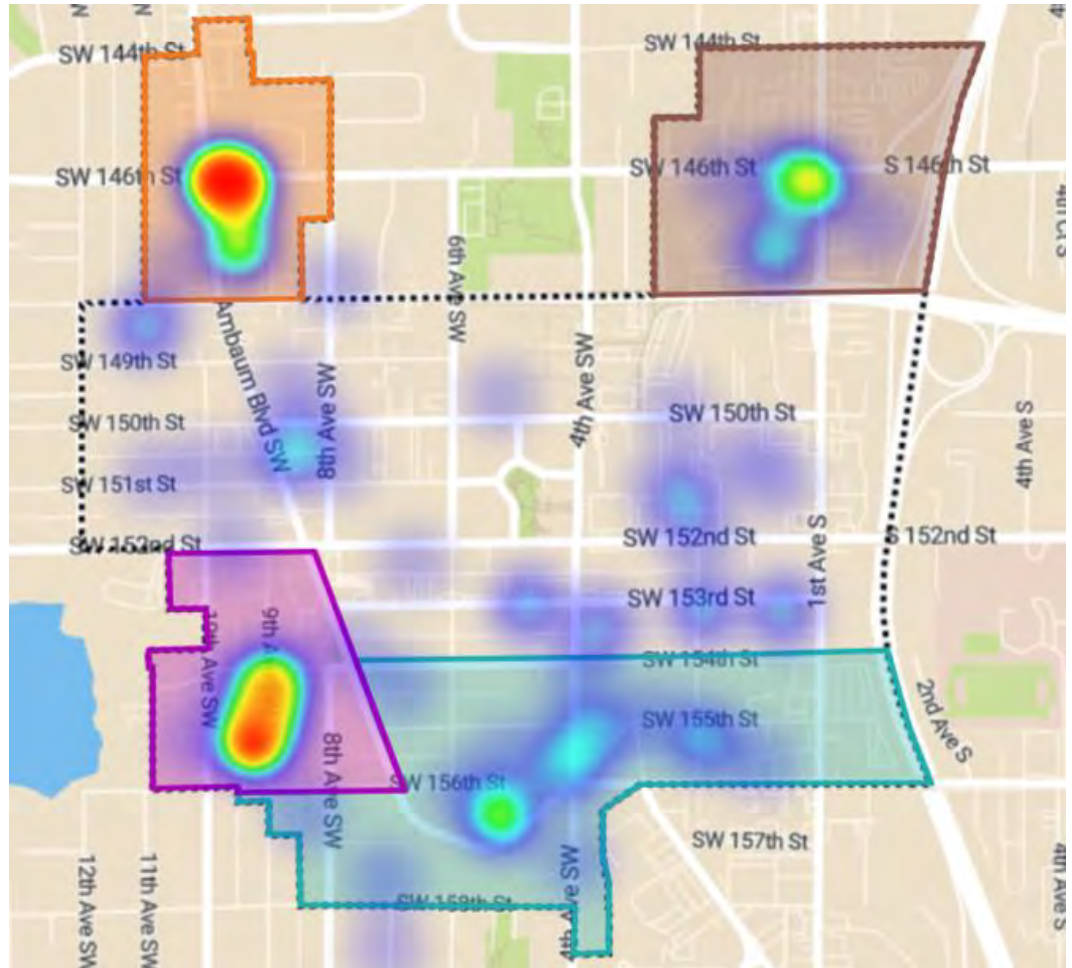 SW 144th St
SW 144th St
SW 146th St
SW 146th St
S 146th St
4th Ct S
6th Ave SW
Ambaum Blvd SW
8th Ave SW
4th Ave SW
SW 149th St
SW 150th St
SW 150th St
4th Ave S
SW 151st St
SW 152nd St
SW 152nd St
S 152nd St
1st Ave S
SW 153rd St
10th Ave SW
SW 154th St
SW 155th St
2nd Ave S
8th Ave SW
SW 156th St
SW 157th St
12th Ave SW
11th Ave SW
SW 158th St
4th Ave SW
4th Ave S